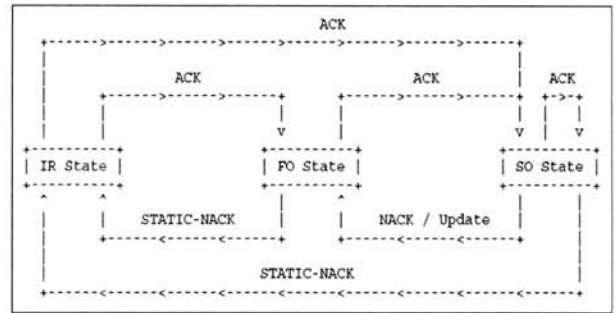 ACK
ACK ACK ACK
IR State FO State SO State
STATIC-NACK NACK / Update
STATIC-NACK